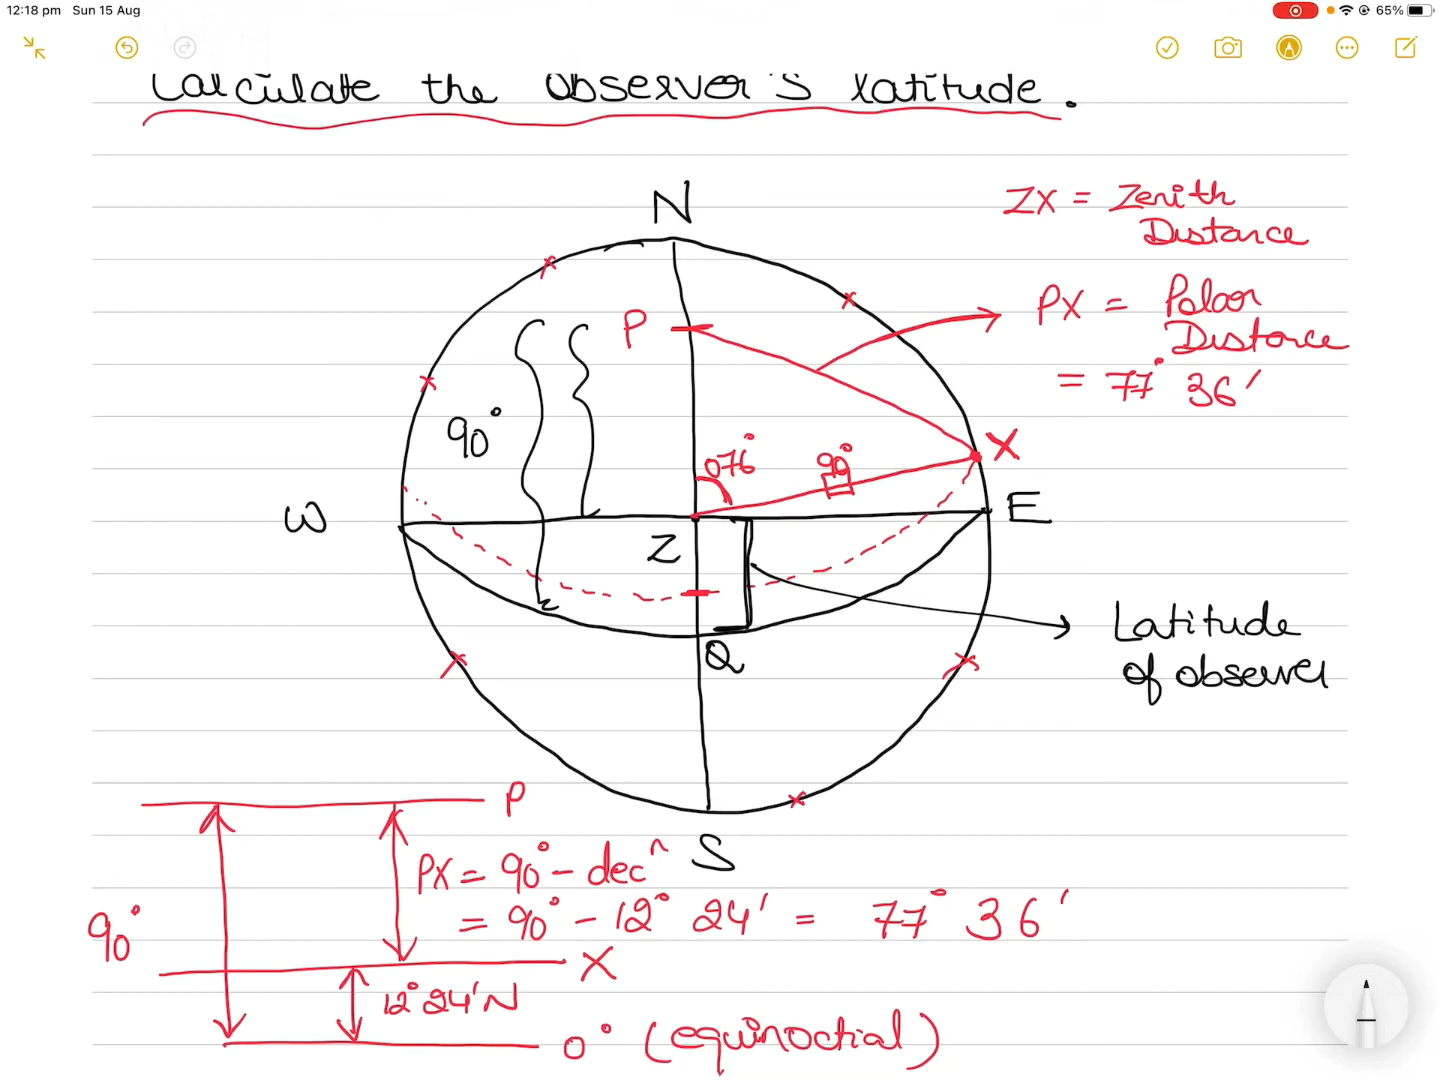 12:18 pm Sun 15 Aug
65%
Calculate the observer's latitude.
N
ZX = Zenith
Distance
P
PX = Polar
Distance
= 77° 36'
90°
076°
90°
X
W
E
Z
Q
Latitude
of observer
S
P
PX = 90° - decⁿ
= 90° - 12° 24' = 77° 36'
90°
X
12° 24' N
0° (equinoctial)